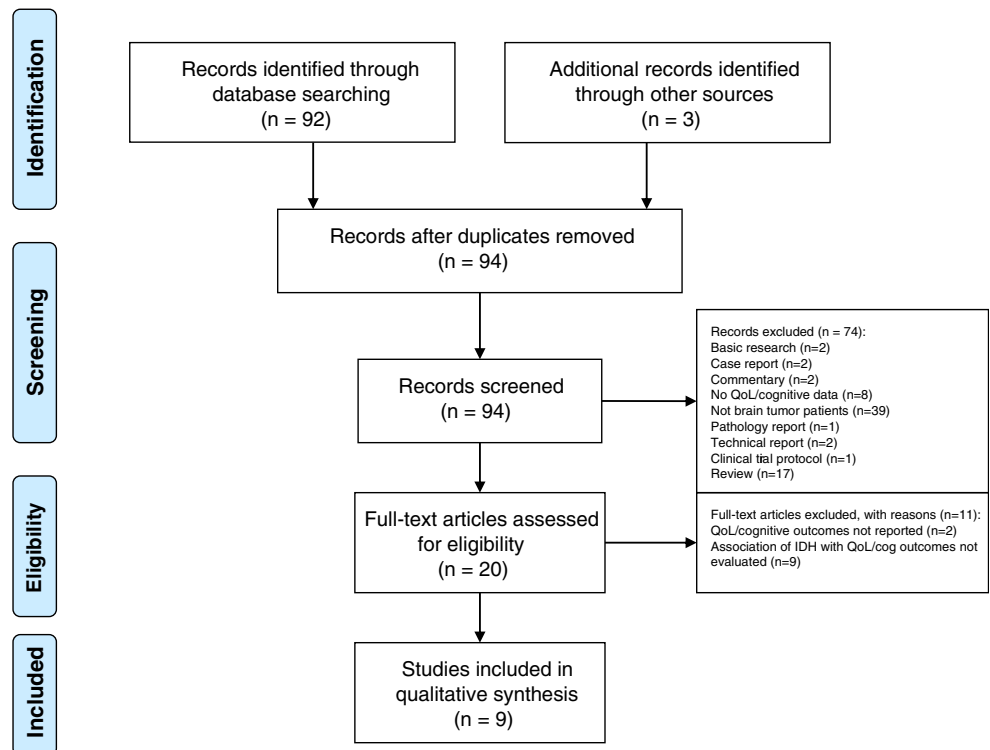 Identification
Records identified through
database searching
(n = 92)
Additional records identified
through other sources
(n = 3)
Records after duplicates removed
(n = 94)
Screening
Records screened
(n = 94)
Records excluded (n = 74):
Basic research (n=2)
Case report (n=2)
Commentary (n=2)
No QoL/cognitive data (n=8)
Not brain tumor patients (n=39)
Pathology report (n=1)
Technical report (n=2)
Clinical trial protocol (n=1)
Review (n=17)
Eligibility
Full-text articles assessed
for eligibility
(n = 20)
Full-text articles excluded, with reasons (n=11):
QoL/cognitive outcomes not reported (n=2)
Association of IDH with QoL/cog outcomes not
evaluated (n=9)
Included
Studies included in
qualitative synthesis
(n = 9)